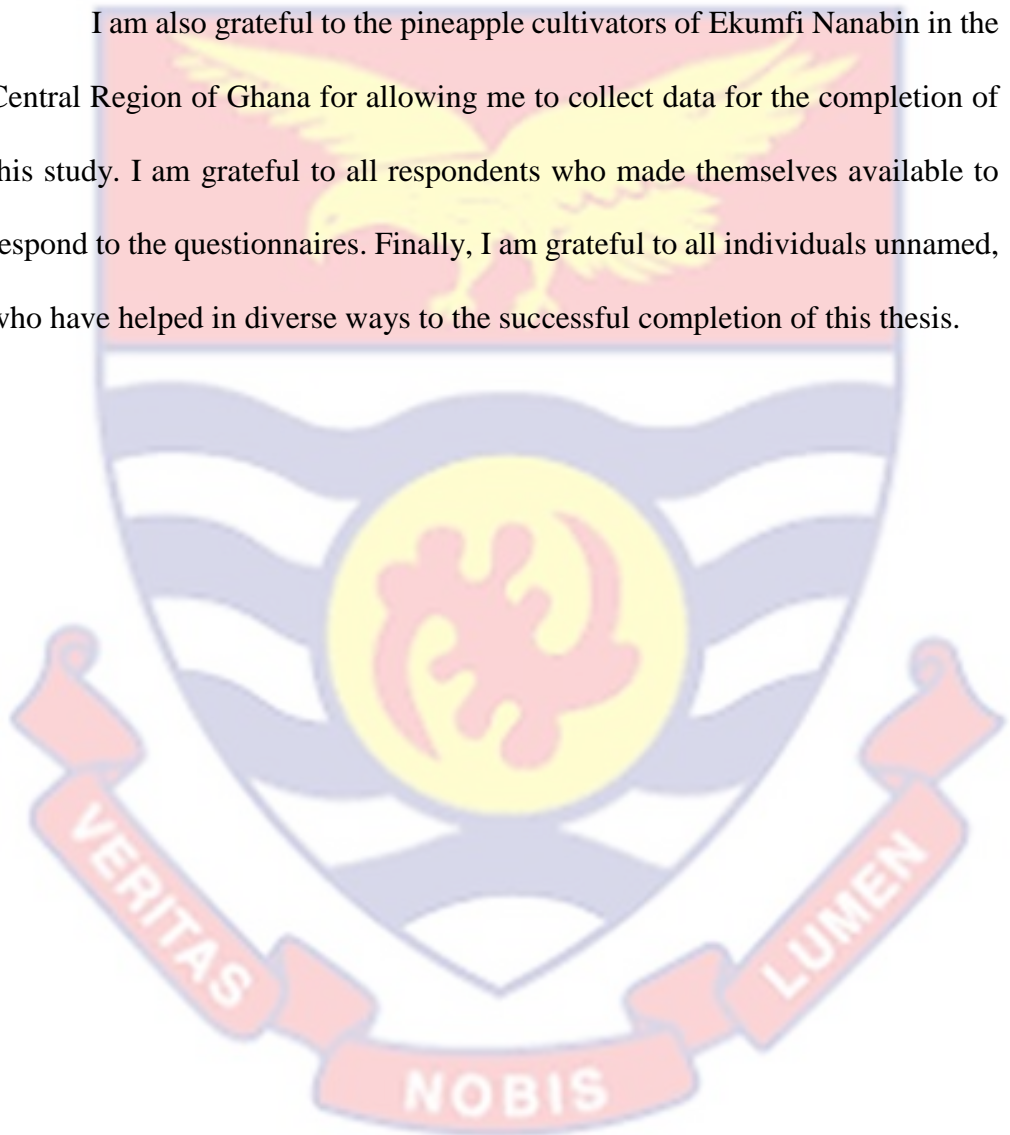 I am also grateful to the pineapple cultivators of Ekumfi Nanabin in the
Central Region of Ghana for allowing me to collect data for the completion of
this study. I am grateful to all respondents who made themselves available to
respond to the questionnaires. Finally, I am grateful to all individuals unnamed,
who have helped in diverse ways to the successful completion of this thesis.
VERITAS
NOBIS
LUMEN